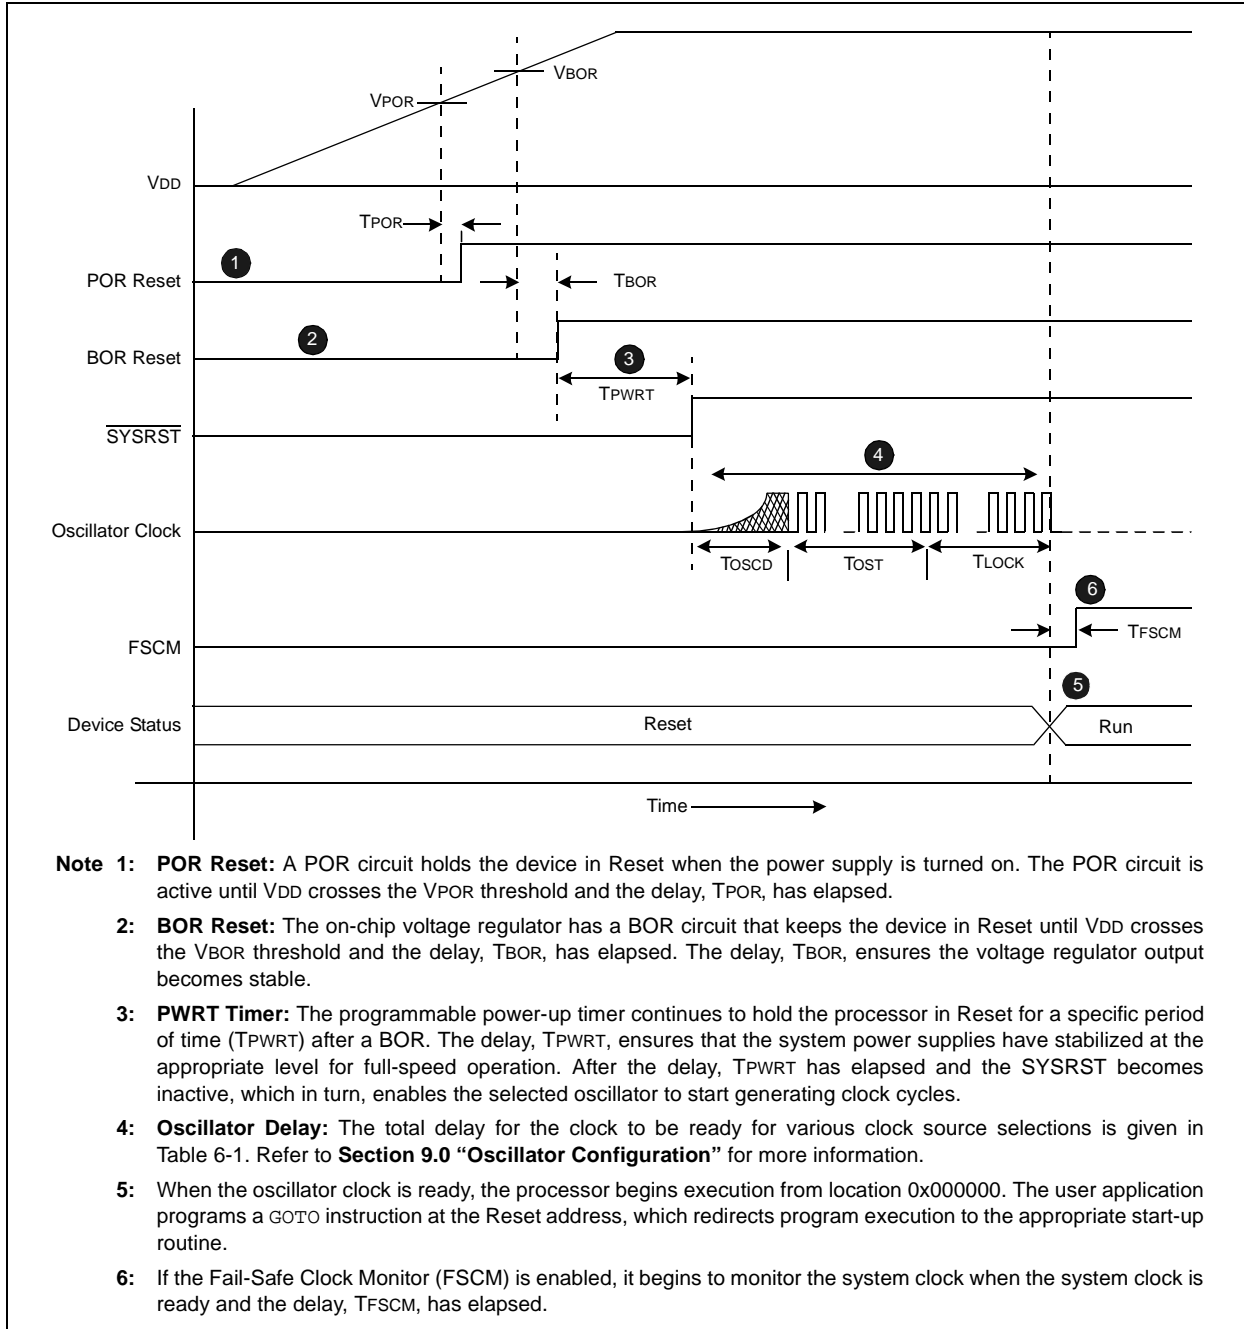 VBOR
VPOR
VDD
TPOR
1
POR Reset
TBOR
2
BOR Reset
3
TPWRT
SYSRST
4
Oscillator Clock
TOSCD
TOST
TLOCK
6
TFSCM
FSCM
5
Device Status
Reset
Run
Time
Note 1: POR Reset: A POR circuit holds the device in Reset when the power supply is turned on. The POR circuit is
active until VDD crosses the VPOR threshold and the delay, TPOR, has elapsed.
2: BOR Reset: The on-chip voltage regulator has a BOR circuit that keeps the device in Reset until VDD crosses
the VBOR threshold and the delay, TBOR, has elapsed. The delay, TBOR, ensures the voltage regulator output
becomes stable.
3: PWRT Timer: The programmable power-up timer continues to hold the processor in Reset for a specific period
of time (TPWRT) after a BOR. The delay, TPWRT, ensures that the system power supplies have stabilized at the
appropriate level for full-speed operation. After the delay, TPWRT has elapsed and the SYSRST becomes
inactive, which in turn, enables the selected oscillator to start generating clock cycles.
4: Oscillator Delay: The total delay for the clock to be ready for various clock source selections is given in
Table 6-1. Refer to Section 9.0 “Oscillator Configuration” for more information.
5: When the oscillator clock is ready, the processor begins execution from location 0x000000. The user application
programs a GOTO instruction at the Reset address, which redirects program execution to the appropriate start-up
routine.
6: If the Fail-Safe Clock Monitor (FSCM) is enabled, it begins to monitor the system clock when the system clock is
ready and the delay, TFSCM, has elapsed.